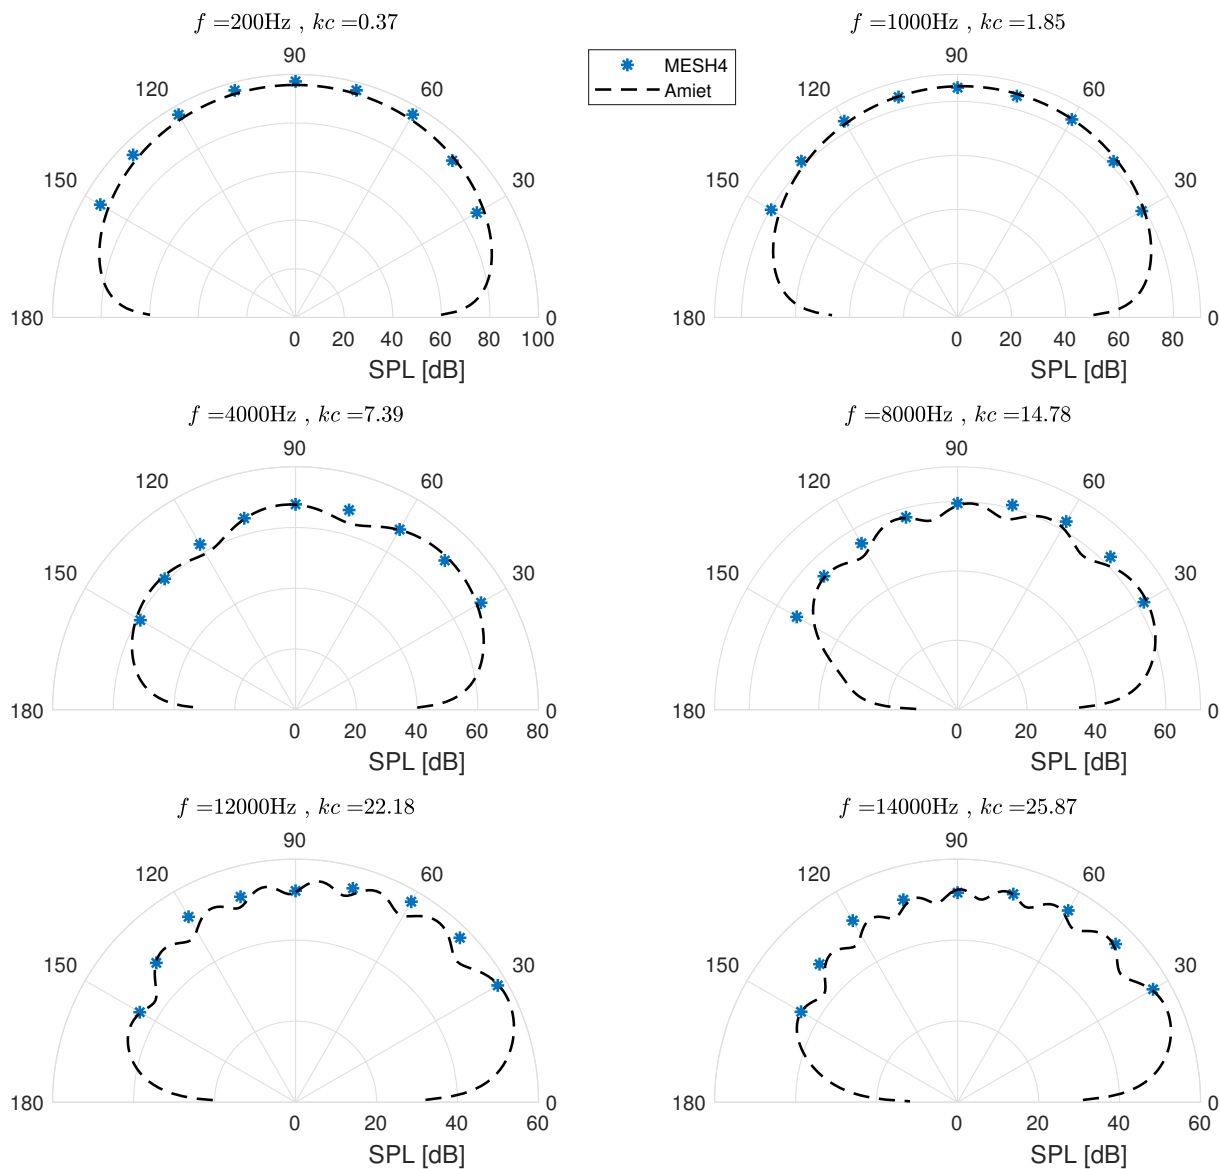 f =200Hz , kc =0.37
f =1000Hz , kc =1.85
MESH4
Amiet
90
120
60
150
30
180
0
0 20 40 60 80 100
SPL [dB]
90
120
60
150
30
180
0
0 20 40 60 80
SPL [dB]
f =4000Hz , kc =7.39
f =8000Hz , kc =14.78
90
120
60
150
30
180
0
0 20 40 60 80
SPL [dB]
90
120
60
150
30
180
0
0 20 40 60
SPL [dB]
f =12000Hz , kc =22.18
f =14000Hz , kc =25.87
90
120
60
150
30
180
0
0 20 40 60
SPL [dB]
90
120
60
150
30
180
0
0 20 40 60
SPL [dB]